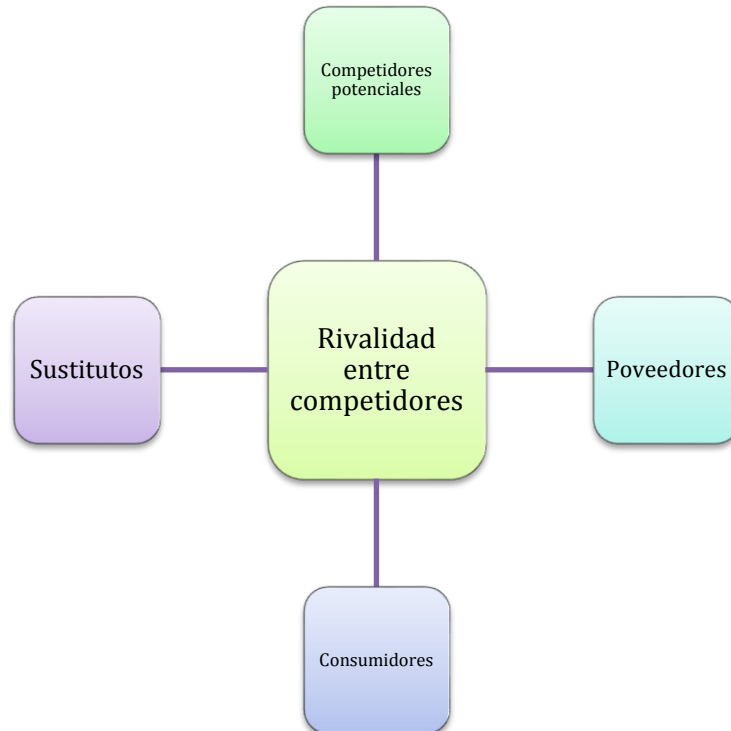 Competidores
potenciales
Sustitutos
Rivalidad
entre
competidores
Poveedores
Consumidores